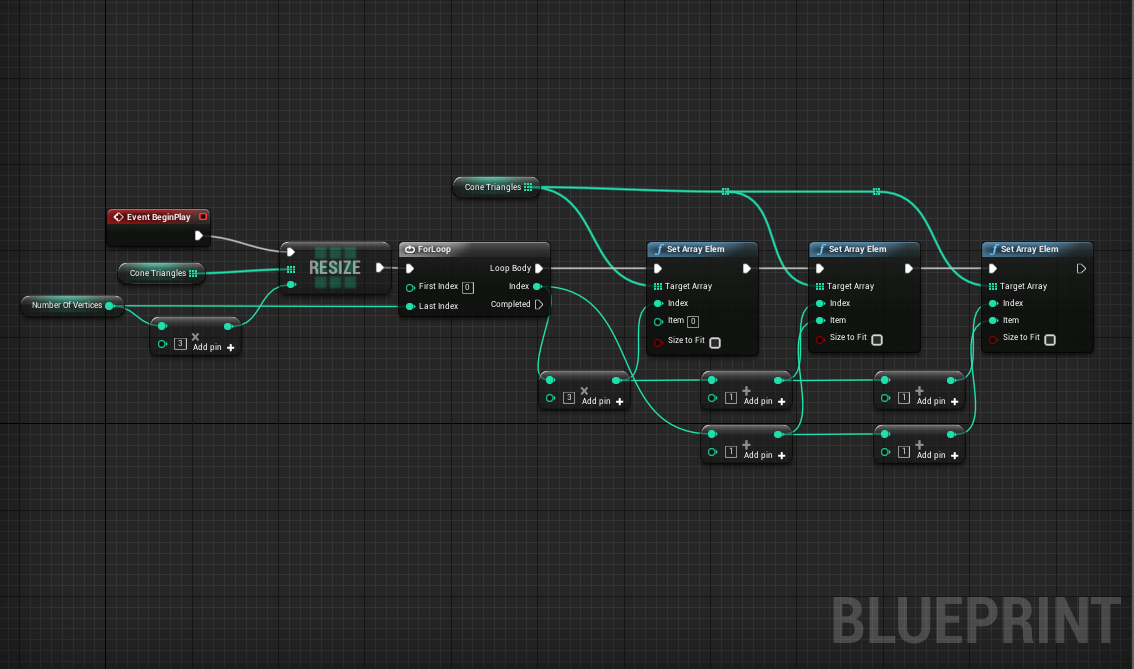 Cone Triangles
Event BeginPlay
Cone Triangles
Number Of Vertices
3
Add pin
RESIZE
ForLoop
Loop Body
First Index 0
Index
Last Index
Completed
Set Array Elem
Target Array
Index
Item 0
Size to Fit
Set Array Elem
Target Array
Index
Item
Size to Fit
Set Array Elem
Target Array
Index
Item
Size to Fit
3
Add pin
1
Add pin
1
Add pin
1
Add pin
1
Add pin
BLUEPRINT